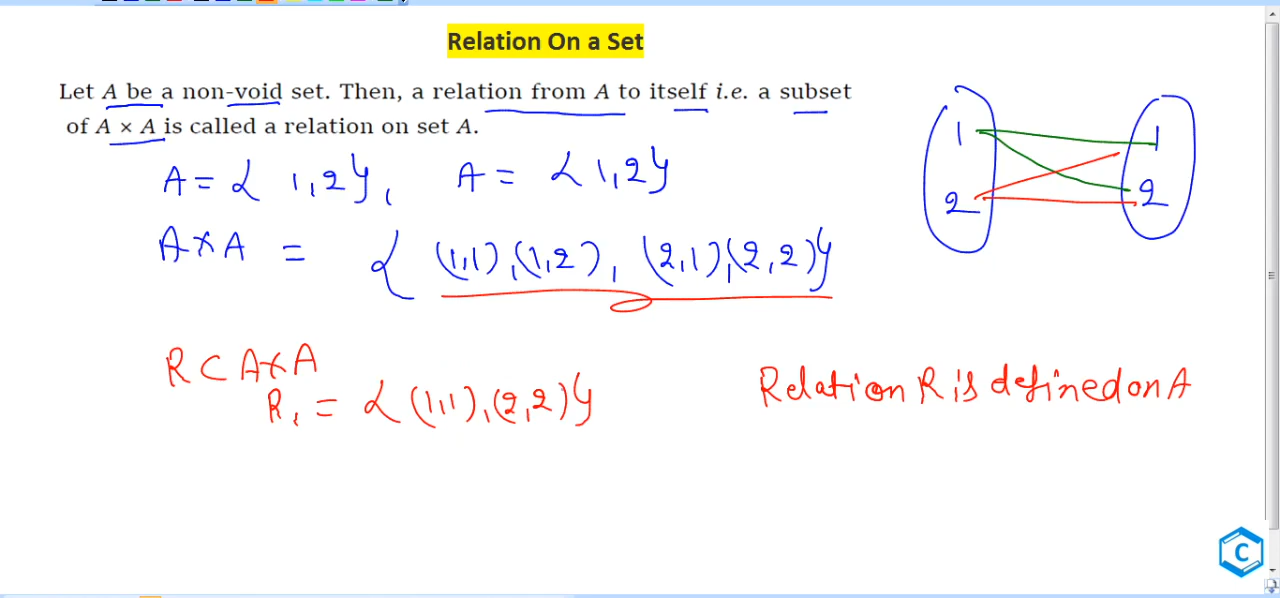 Relation On a Set
Let A be a non-void set. Then, a relation from A to itself i.e. a subset
of A × A is called a relation on set A.
A = { 1,2}, A = { 1,2}
A×A = { (1,1),(1,2), (2,1),(2,2)}
1 1
2 2
R ⊂ A×A
R₁ = { (1,1),(2,2)}
Relation R is defined on A
C